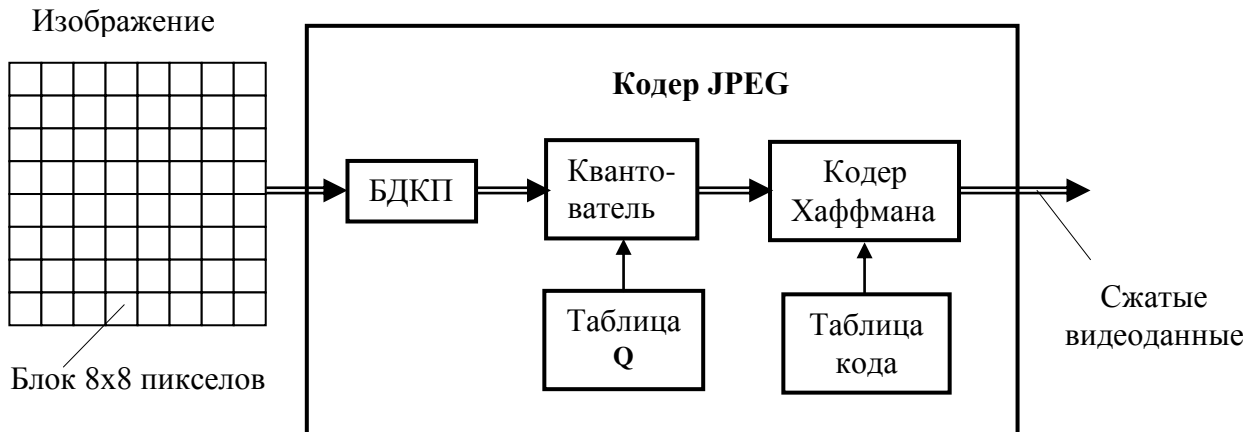 Изображение
Кодер JPEG
БДКП
Кванто-
ватель
Кодер
Хаффмана
Таблица
Q
Таблица
кода
Сжатые
видеоданные
Блок 8х8 пикселов